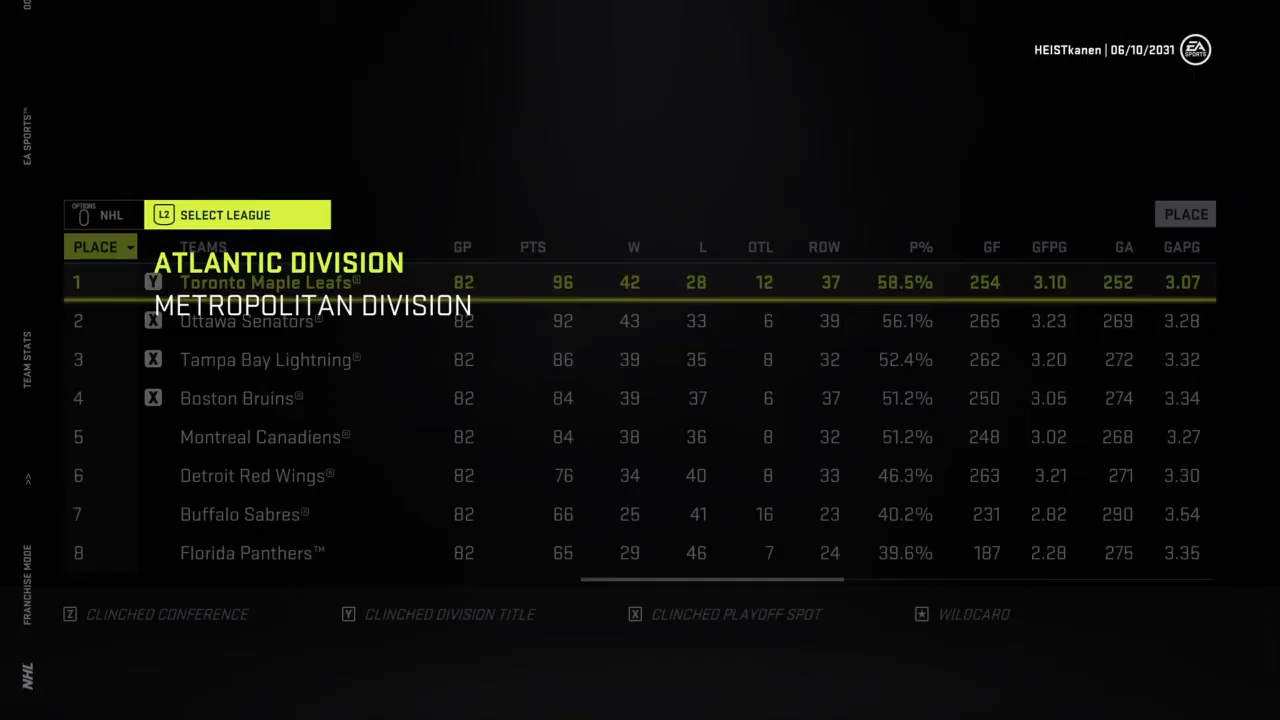 HEISTkanen | 06/10/2031 EA SPORTS
OPTIONS NHL L2 SELECT LEAGUE PLACE
PLACE TEAMS GP PTS W L OTL ROW P% GF GFPG GA GAPG
ATLANTIC DIVISION
1 Y Toronto Maple Leafs® 82 96 42 28 12 37 58.5% 254 3.10 252 3.07
METROPOLITAN DIVISION
2 X Ottawa Senators® 82 92 43 33 6 39 56.1% 265 3.23 269 3.28
3 X Tampa Bay Lightning® 82 86 39 35 8 32 52.4% 262 3.20 272 3.32
4 X Boston Bruins® 82 84 39 37 6 37 51.2% 250 3.05 274 3.34
5 Montreal Canadiens® 82 84 38 36 8 32 51.2% 248 3.02 268 3.27
6 Detroit Red Wings® 82 76 34 40 8 33 46.3% 263 3.21 271 3.30
7 Buffalo Sabres® 82 66 25 41 16 23 40.2% 231 2.82 290 3.54
8 Florida Panthers™ 82 65 29 46 7 24 39.6% 187 2.28 275 3.35
Z CLINCHED CONFERENCE Y CLINCHED DIVISION TITLE X CLINCHED PLAYOFF SPOT ★ WILDCARD
NHL FRANCHISE MODE >> TEAM STATS EA SPORTS™